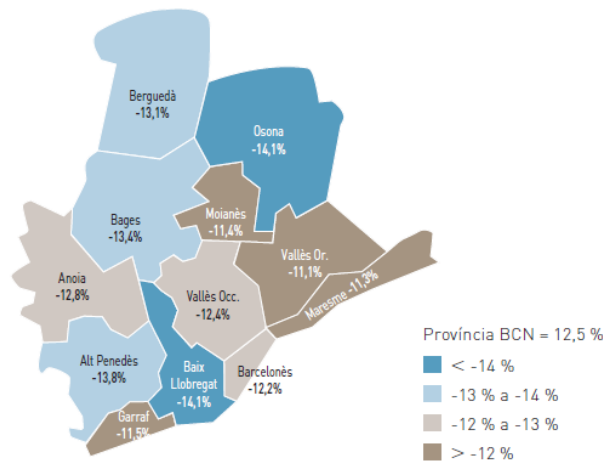 Berguedà
-13,1%
Osona
-14,1%
Moianès
-11,4%
Bages
-13,4%
Vallès Or.
-11,1%
Maresme -11,3%
Anoia
-12,8%
Vallès Occ.
-12,4%
Alt Penedès
-13,8%
Baix
Llobregat
-14,1%
Barcelonès
-12,2%
Garraf
-11,5%
Província BCN = 12,5 %
< -14 %
-13 % a -14 %
-12 % a -13 %
> -12 %